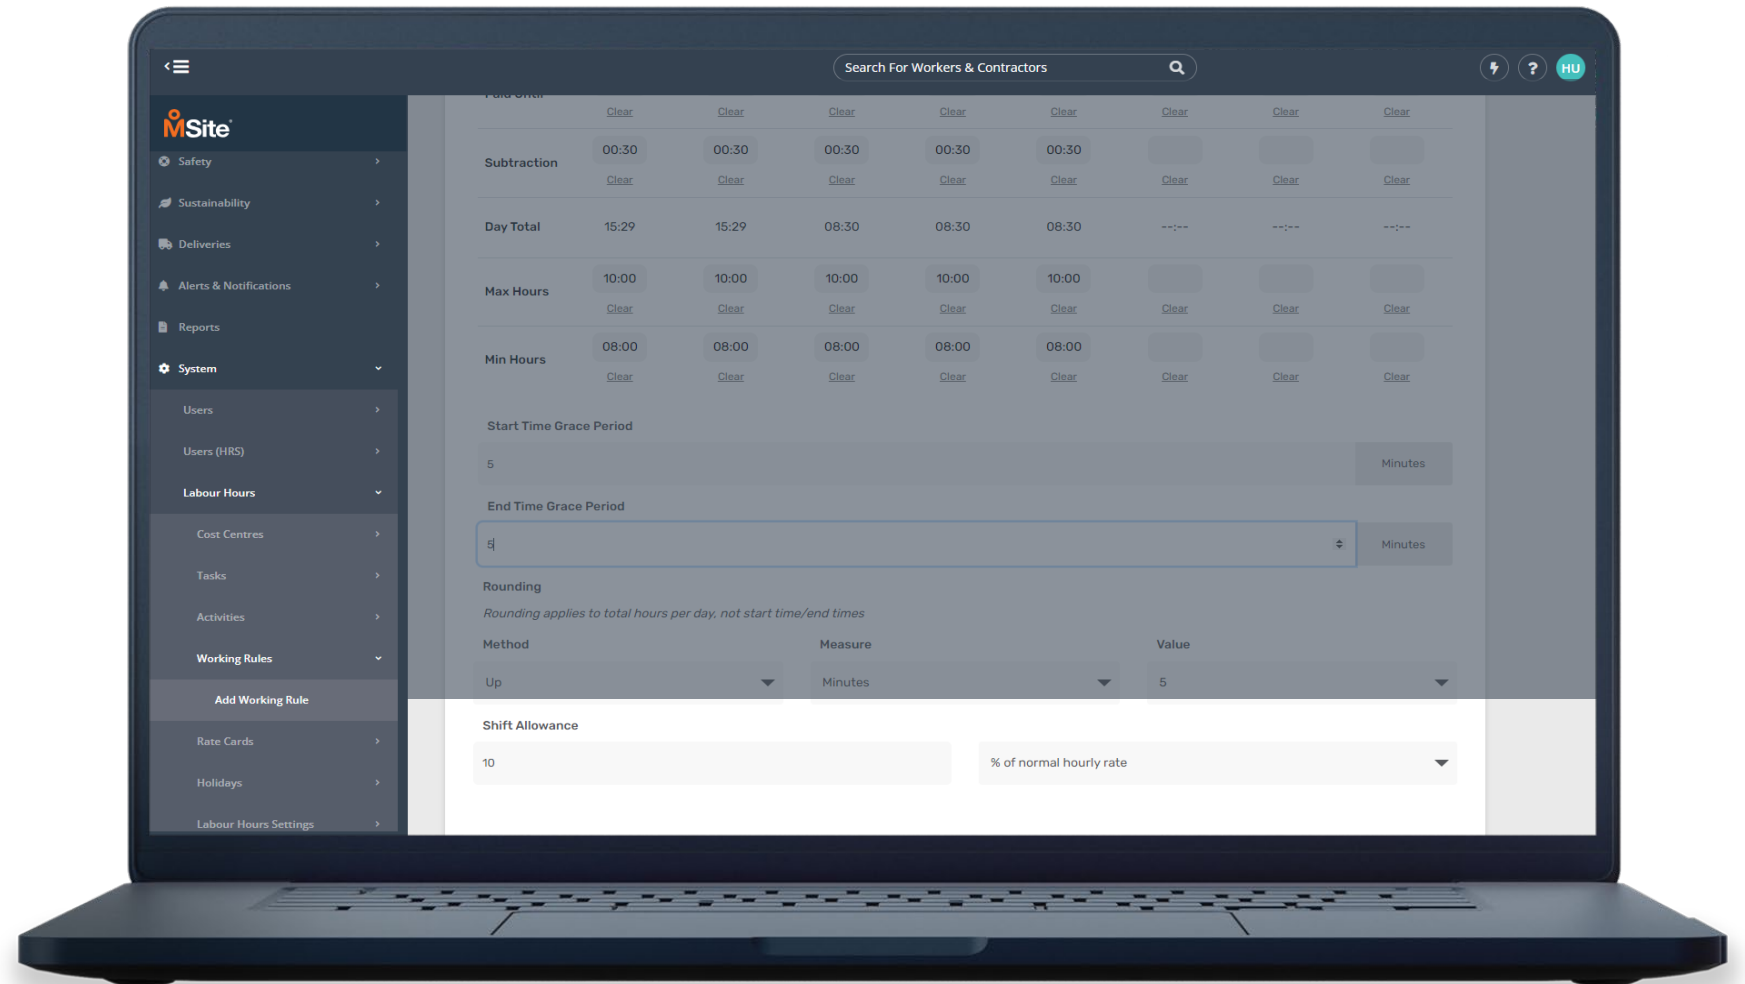 Search For Workers & Contractors
? HU
MSite
Safety
Sustainability
Deliveries
Alerts & Notifications
Reports
System
Users
Users (HRS)
Labour Hours
Cost Centres
Tasks
Activities
Working Rules
Add Working Rule
Rate Cards
Holidays
Labour Hours Settings
Paid Until
Clear Clear Clear Clear Clear Clear Clear Clear
Subtraction 00:30 00:30 00:30 00:30 00:30
Clear Clear Clear Clear Clear Clear Clear Clear
Day Total 15:29 15:29 08:30 08:30 08:30 --:-- --:-- --:--
Max Hours 10:00 10:00 10:00 10:00 10:00
Clear Clear Clear Clear Clear Clear Clear Clear
Min Hours 08:00 08:00 08:00 08:00 08:00
Clear Clear Clear Clear Clear Clear Clear Clear
Start Time Grace Period
5 Minutes
End Time Grace Period
5 Minutes
Rounding
Rounding applies to total hours per day, not start time/end times
Method Measure Value
Up Minutes 5
Shift Allowance
10 % of normal hourly rate